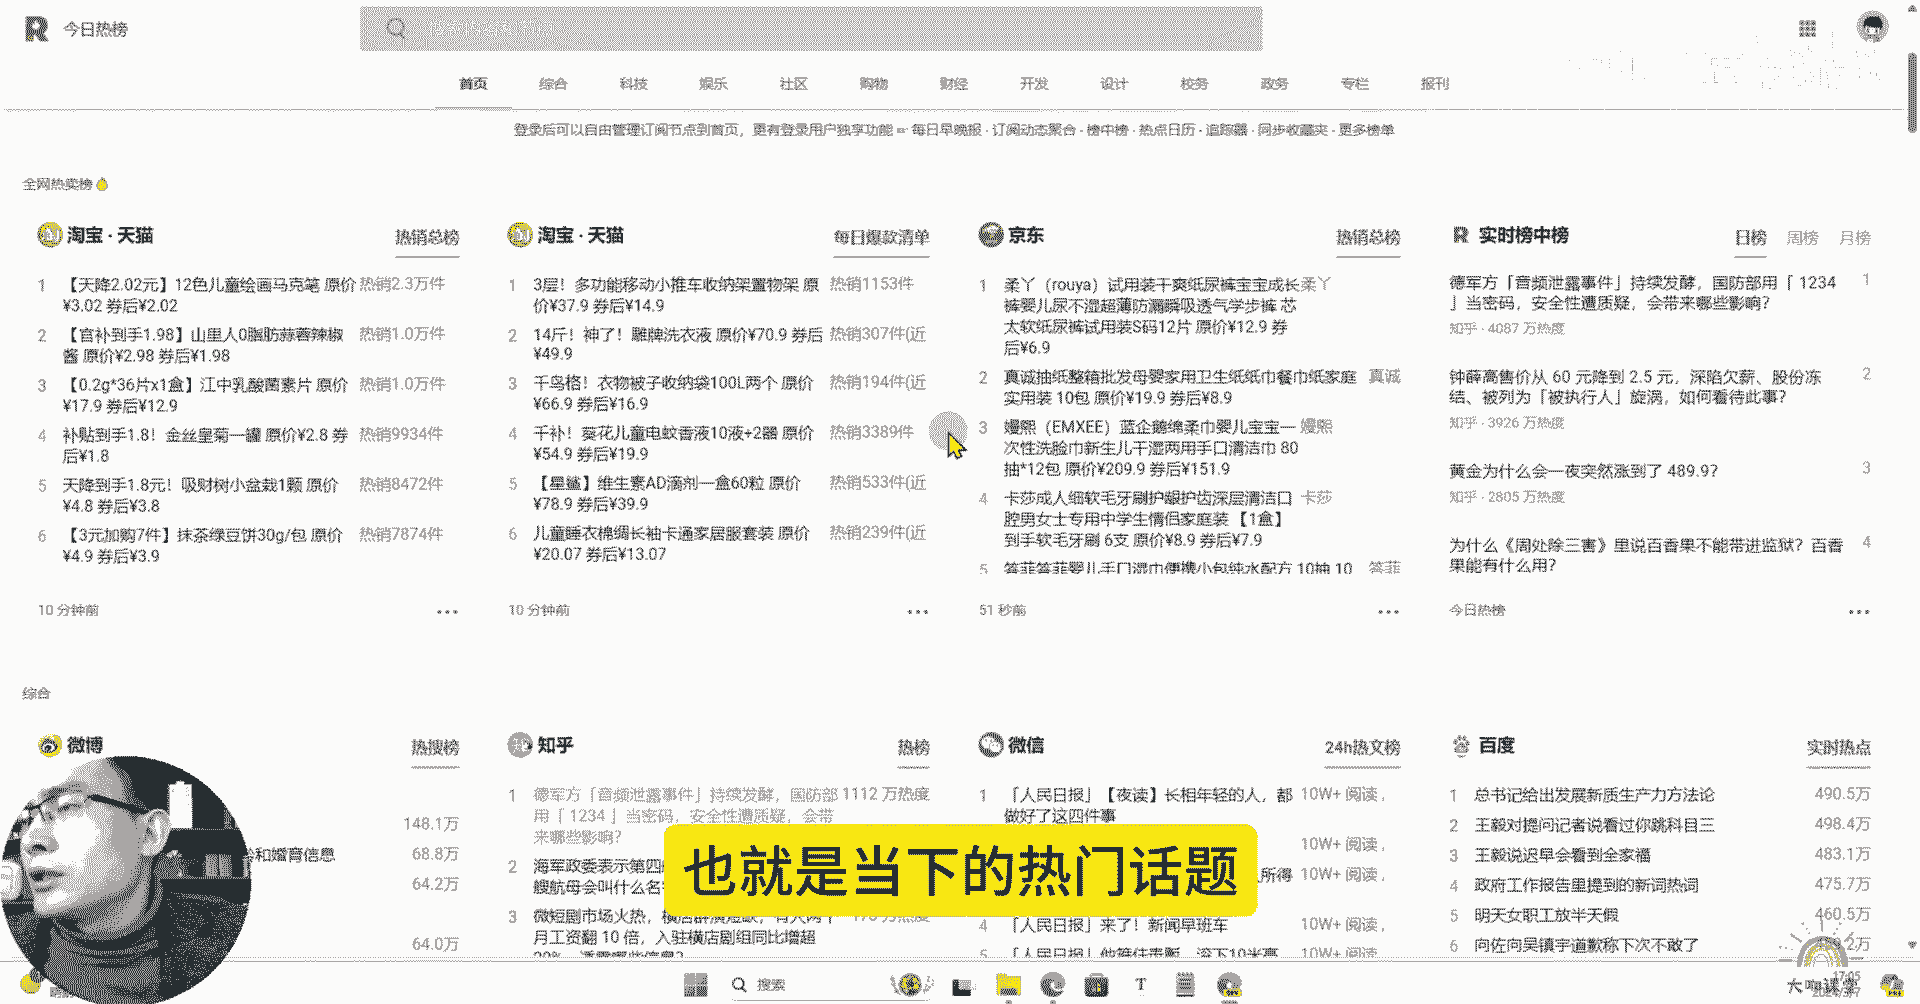 今日热榜
首页 综合 科技 娱乐 社区 购物 财经 开发 设计 校务 政务 专栏 报刊
登录后可以自由管理订阅节点到首页，更有登录用户独享功能 - 每日早晚报 · 订阅动态聚合 · 榜中榜 · 热点日历 · 追踪器 · 同步收藏夹 · 更多榜单
全网热卖榜
淘宝 · 天猫 热销总榜
1 【天降2.02元】12色儿童绘画马克笔 原价 热销2.3万件
¥3.02 券后¥2.02
2 【官补到手1.98】山里人0脂肪蒜蓉辣椒 热销1.0万件
酱 原价¥2.98 券后¥1.98
3 【0.2g*36片x1盒】江中乳酸菌素片 原价 热销1.0万件
¥17.9 券后¥12.9
4 补贴到手1.8！金丝皇菊一罐 原价¥2.8 券 热销9934件
后¥1.8
5 天降到手1.8元！吸财树小盆栽1颗 原价 热销8472件
¥4.8 券后¥3.8
6 【3元加购7件】抹茶绿豆饼30g/包 原价 热销7874件
¥4.9 券后¥3.9
10 分钟前
淘宝 · 天猫 每日爆款清单
1 3层！多功能移动小推车收纳架置物架 原 热销1153件
价¥37.9 券后¥14.9
2 14斤！神了！雕牌洗衣液 原价¥70.9 券后 热销307件(近
¥49.9
3 千鸟格！衣物被子收纳袋100L两个 原价 热销194件(近
¥66.9 券后¥16.9
4 千补！葵花儿童电蚊香液10液+2器 原价 热销3389件
¥54.9 券后¥19.9
5 【星鲨】维生素AD滴剂一盒60粒 原价 热销533件(近
¥78.9 券后¥39.9
6 儿童睡衣棉绸长袖卡通家居服套装 原价 热销239件(近
¥20.07 券后¥13.07
10 分钟前
京东 热销总榜
1 柔丫（rouya）试用装干爽纸尿裤宝宝成长 柔丫
裤婴儿尿不湿超薄防漏瞬吸透气学步裤 芯
太软纸尿裤试用装S码12片 原价¥12.9 券
后¥6.9
2 真诚抽纸整箱批发母婴家用卫生纸纸巾餐巾纸家庭 真诚
实用装 10包 原价¥19.9 券后¥8.9
3 嫚熙（EMXEE）蓝企鹅绵柔巾婴儿宝宝一 嫚熙
次性洗脸巾新生儿干湿两用手口清洁巾 80
抽*12包 原价¥209.9 券后¥151.9
4 卡莎成人细软毛牙刷护龈护齿深层清洁口 卡莎
腔男女士专用中学生情侣家庭装 【1盒】
到手软毛牙刷 6支 原价¥8.9 券后¥7.9
5 答菲答菲婴儿手口湿巾便携小包纯水配方 10抽 10 答菲
51 秒前
实时榜中榜 日榜 周榜 月榜
德军方「音频泄露事件」持续发酵，国防部用「 1234 1
」当密码，安全性遭质疑，会带来哪些影响？
知乎 · 4087 万热度
钟薛高售价从 60 元降到 2.5 元，深陷欠薪、股份冻 2
结、被列为「被执行人」旋涡，如何看待此事？
知乎 · 3926 万热度
黄金为什么会一夜突然涨到了 489.9？ 3
知乎 · 2805 万热度
为什么《周处除三害》里说百香果不能带进监狱？百香 4
果能有什么用？
今日热榜
综合
微博 热搜榜
148.1万
和婚育信息 68.8万
64.2万
64.0万
知乎 热榜
1 德军方「音频泄露事件」持续发酵，国防部 1112 万热度
用「 1234 」当密码，安全性遭质疑，会带
来哪些影响？
2 海军政委表示第四
艘航母会叫什么名
3 微短剧市场火热，
月工资翻 10 倍，入驻横店剧组同比增超
微信 24h热文榜
1 「人民日报」【夜读】长相年轻的人，都 10W+ 阅读，
做好了这四件事
10W+ 阅读，
所得 10W+ 阅读，
4 「人民日报」来了！新闻早班车 10W+ 阅读，
5 「人民日报」 10W+ 阅读，
百度 实时热点
1 总书记给出发展新质生产力方法论 490.5万
2 王毅对提问记者说看过你跳科目三 498.4万
3 王毅说迟早会看到全家福 483.1万
4 政府工作报告里提到的新词热词 475.7万
5 明天女职工放半天假 460.5万
6 向佐向吴镇宇道歉称下次不敢了
也就是当下的热门话题
搜索
17:05